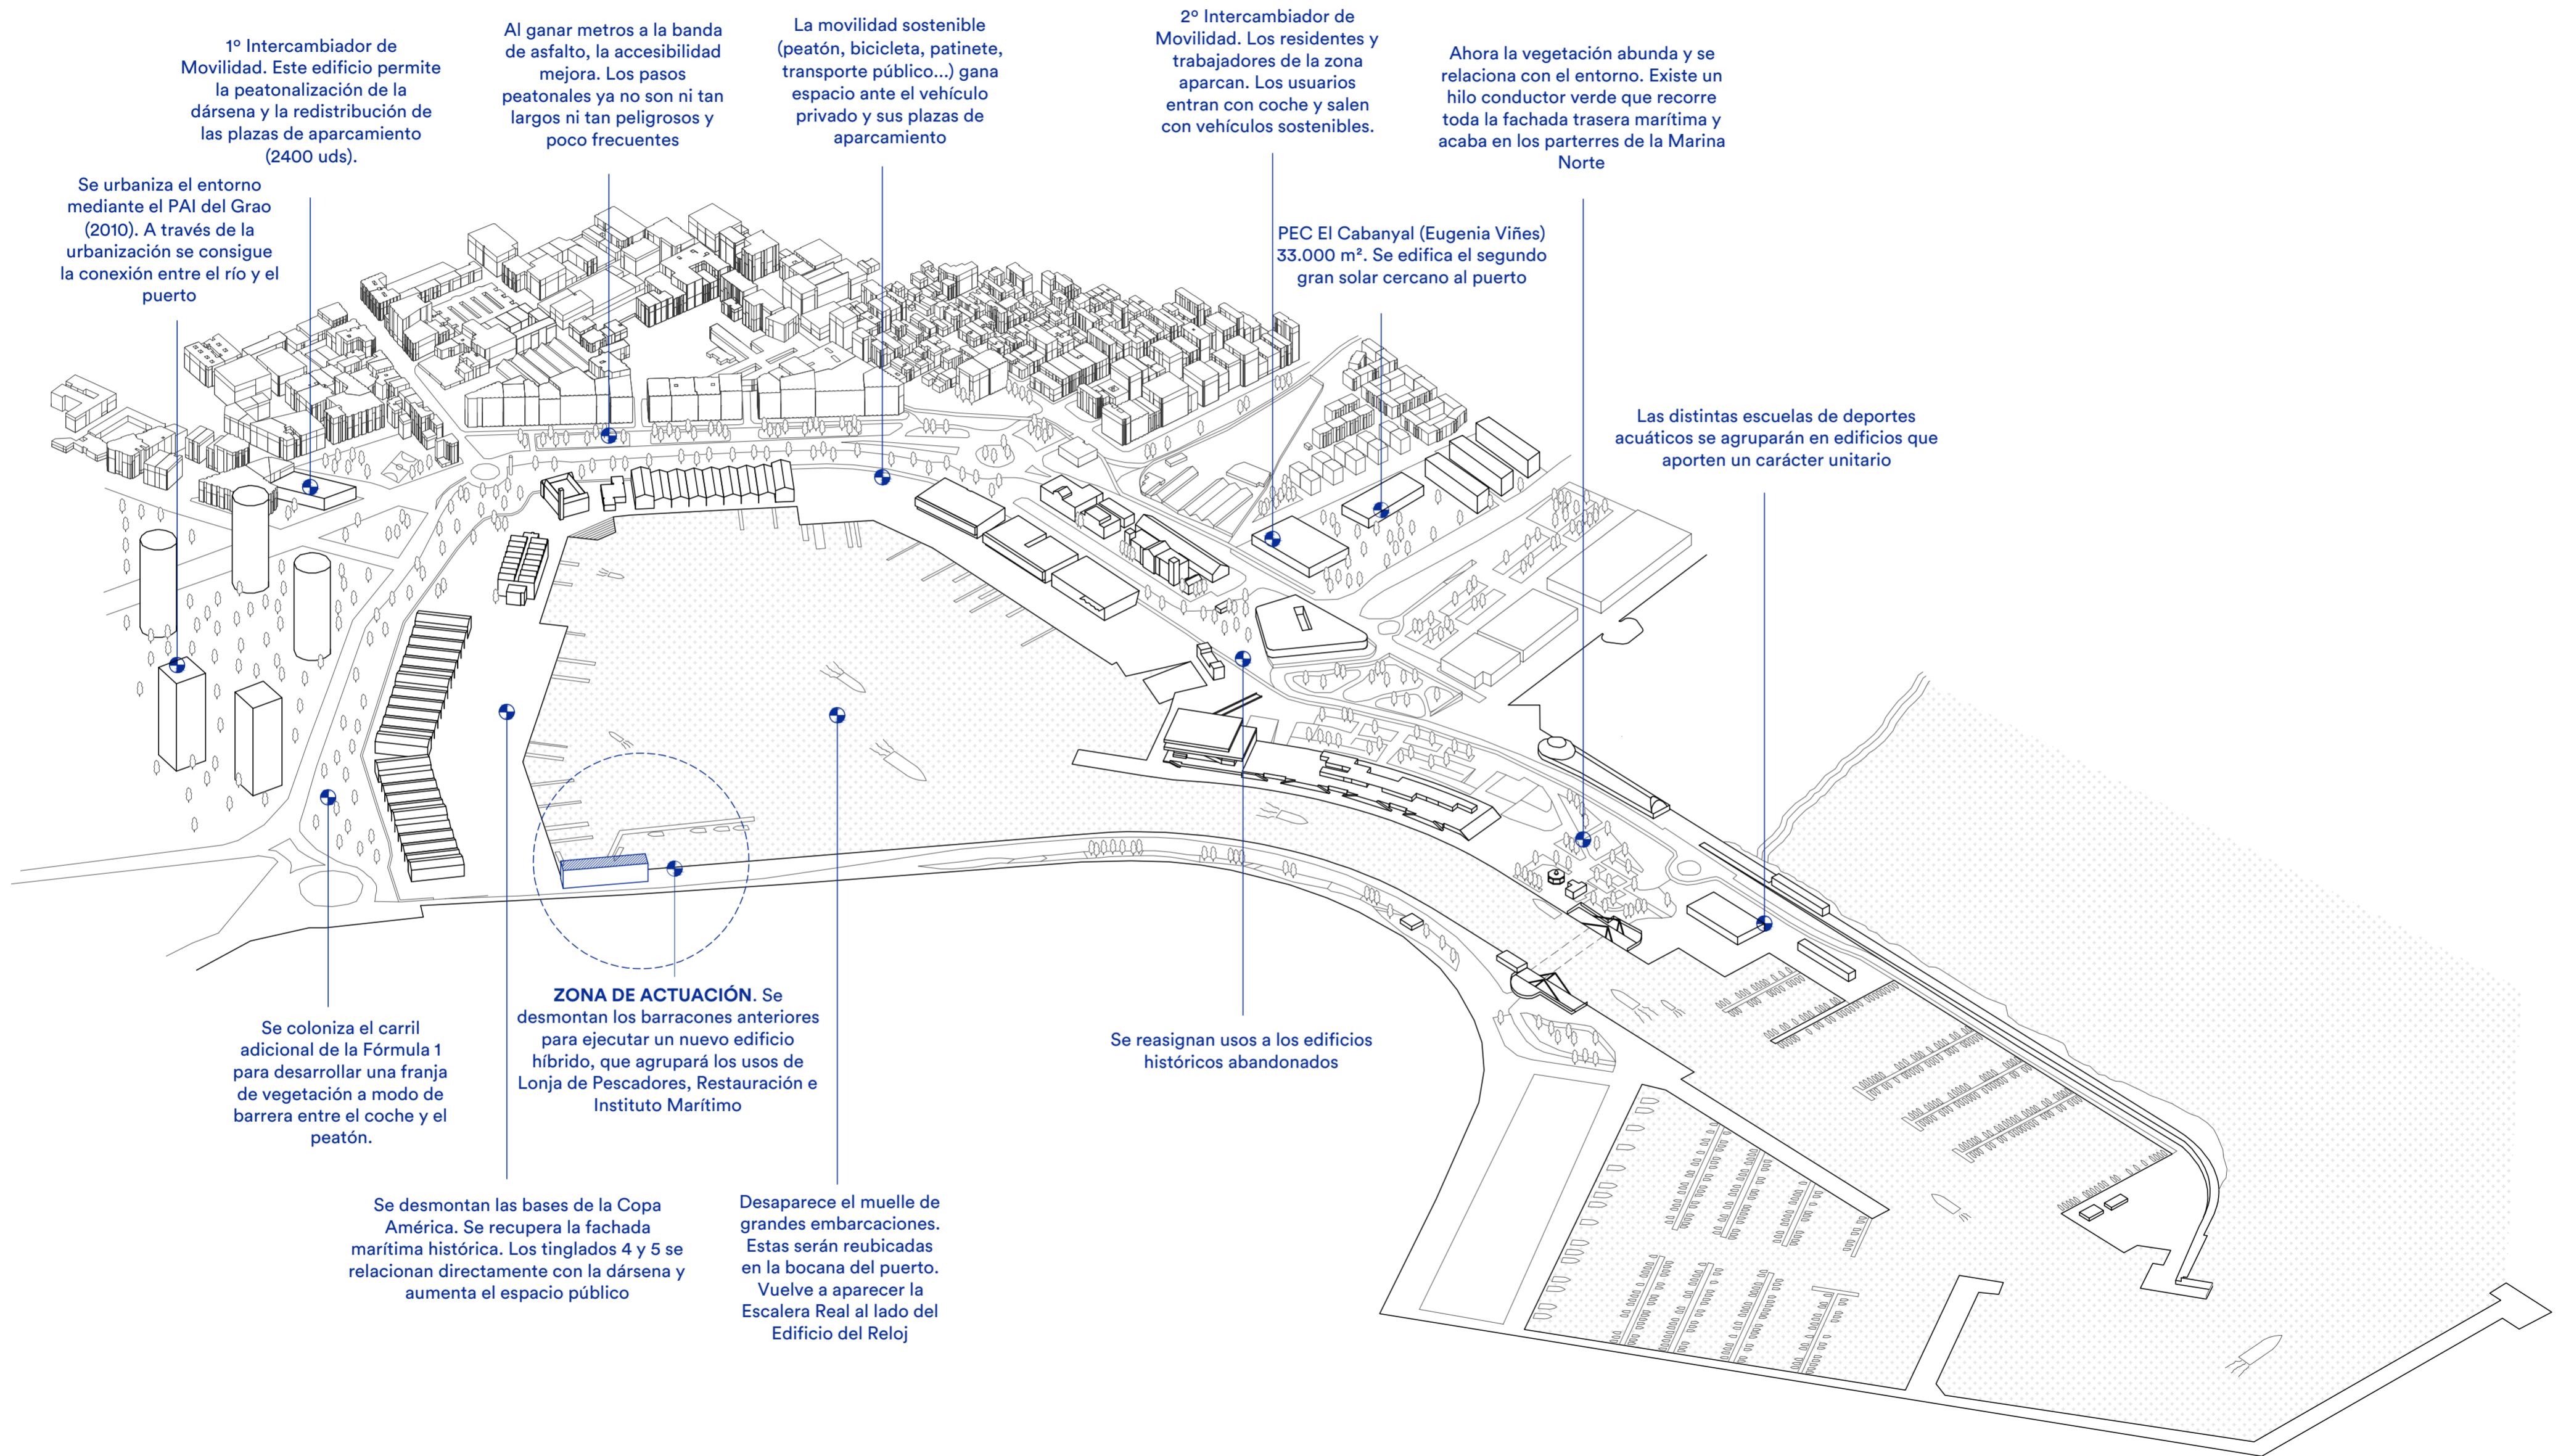 1º Intercambiador de
Movilidad. Este edificio permite
la peatonalización de la
dársena y la redistribución de
las plazas de aparcamiento
(2400 uds).
Al ganar metros a la banda
de asfalto, la accesibilidad
mejora. Los pasos
peatonales ya no son ni tan
largos ni tan peligrosos y
poco frecuentes
La movilidad sostenible
(peatón, bicicleta, patinete,
transporte público...) gana
espacio ante el vehículo
privado y sus plazas de
aparcamiento
2º Intercambiador de
Movilidad. Los residentes y
trabajadores de la zona
aparcan. Los usuarios
entran con coche y salen
con vehículos sostenibles.
Ahora la vegetación abunda y se
relaciona con el entorno. Existe un
hilo conductor verde que recorre
toda la fachada trasera marítima y
acaba en los parterres de la Marina
Norte
Se urbaniza el entorno
mediante el PAI del Grao
(2010). A través de la
urbanización se consigue
la conexión entre el río y el
puerto
PEC El Cabanyal (Eugenia Viñes)
33.000 m². Se edifica el segundo
gran solar cercano al puerto
Las distintas escuelas de deportes
acuáticos se agruparán en edificios que
aporten un carácter unitario
Se coloniza el carril
adicional de la Fórmula 1
para desarrollar una franja
de vegetación a modo de
barrera entre el coche y el
peatón.
ZONA DE ACTUACIÓN. Se
desmontan los barracones anteriores
para ejecutar un nuevo edificio
híbrido, que agrupará los usos de
Lonja de Pescadores, Restauración e
Instituto Marítimo
Se reasignan usos a los edificios
históricos abandonados
Se desmontan las bases de la Copa
América. Se recupera la fachada
marítima histórica. Los tinglados 4 y 5 se
relacionan directamente con la dársena y
aumenta el espacio público
Desaparece el muelle de
grandes embarcaciones.
Estas serán reubicadas
en la bocana del puerto.
Vuelve a aparecer la
Escalera Real al lado del
Edificio del Reloj